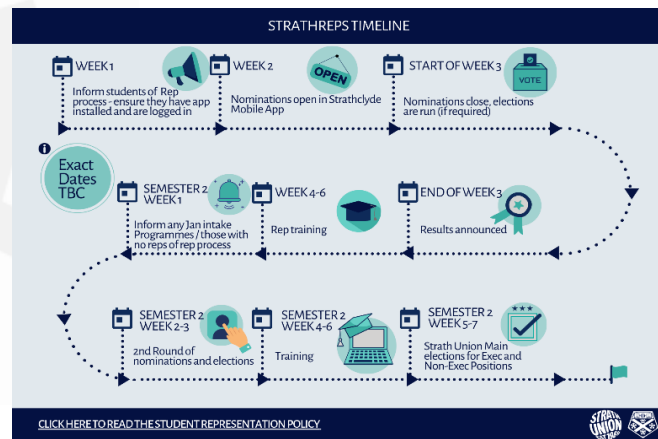 STRATHREPS TIMELINE
WEEK 1
Inform students of Rep
process - ensure they have app
installed and are logged in
WEEK 2
Nominations open in Strathclyde
Mobile App
OPEN
START OF WEEK 3
Nominations close, elections
are run (if required)
VOTE
Exact
Dates
TBC
END OF WEEK 3
Results announced
WEEK 4-6
Rep training
SEMESTER 2
WEEK 1
Inform any Jan intake
Programmes / those with
no reps of rep process
SEMESTER 2
WEEK 2-3
2nd Round of
nominations and elections
SEMESTER 2
WEEK 4-6
Training
SEMESTER 2
WEEK 5-7
Strath Union Main
elections for Exec and
Non-Exec Positions
CLICK HERE TO READ THE STUDENT REPRESENTATION POLICY
STRATH
UNION